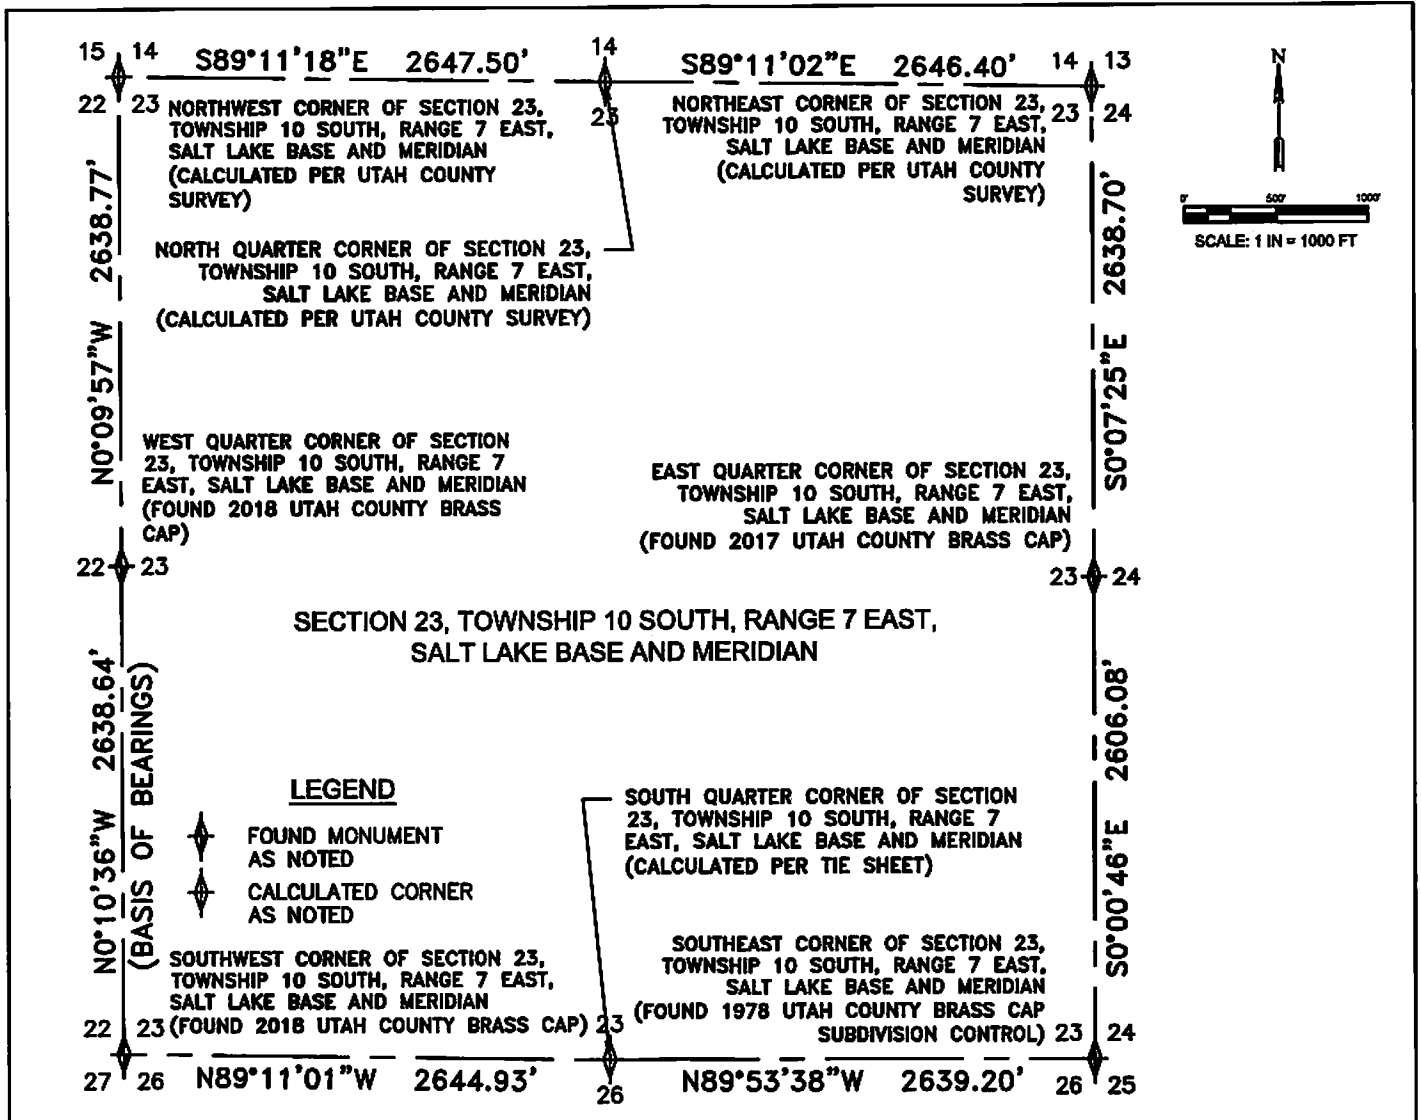 15 14 S89°11'18"E 2647.50' 14 S89°11'02"E 2646.40' 14 13
22 23 23 23 24
NORTHWEST CORNER OF SECTION 23,
TOWNSHIP 10 SOUTH, RANGE 7 EAST,
SALT LAKE BASE AND MERIDIAN
(CALCULATED PER UTAH COUNTY
SURVEY)
NORTHEAST CORNER OF SECTION 23,
TOWNSHIP 10 SOUTH, RANGE 7 EAST,
SALT LAKE BASE AND MERIDIAN
(CALCULATED PER UTAH COUNTY
SURVEY)
N
0' 500' 1000'
SCALE: 1 IN = 1000 FT
NORTH QUARTER CORNER OF SECTION 23,
TOWNSHIP 10 SOUTH, RANGE 7 EAST,
SALT LAKE BASE AND MERIDIAN
(CALCULATED PER UTAH COUNTY SURVEY)
N0°09'57"W 2638.77'
S0°07'25"E 2638.70'
WEST QUARTER CORNER OF SECTION
23, TOWNSHIP 10 SOUTH, RANGE 7
EAST, SALT LAKE BASE AND MERIDIAN
(FOUND 2018 UTAH COUNTY BRASS
CAP)
EAST QUARTER CORNER OF SECTION 23,
TOWNSHIP 10 SOUTH, RANGE 7 EAST,
SALT LAKE BASE AND MERIDIAN
(FOUND 2017 UTAH COUNTY BRASS CAP)
22 23
23 24
SECTION 23, TOWNSHIP 10 SOUTH, RANGE 7 EAST,
SALT LAKE BASE AND MERIDIAN
N0°10'36"W 2638.64'
(BASIS OF BEARINGS)
S0°00'46"E 2606.08'
LEGEND
FOUND MONUMENT
AS NOTED
CALCULATED CORNER
AS NOTED
SOUTH QUARTER CORNER OF SECTION
23, TOWNSHIP 10 SOUTH, RANGE 7
EAST, SALT LAKE BASE AND MERIDIAN
(CALCULATED PER TIE SHEET)
SOUTHWEST CORNER OF SECTION 23,
TOWNSHIP 10 SOUTH, RANGE 7 EAST,
SALT LAKE BASE AND MERIDIAN
(FOUND 2018 UTAH COUNTY BRASS CAP)
SOUTHEAST CORNER OF SECTION 23,
TOWNSHIP 10 SOUTH, RANGE 7 EAST,
SALT LAKE BASE AND MERIDIAN
(FOUND 1978 UTAH COUNTY BRASS CAP
SUBDIVISION CONTROL)
22 23 23 23 24
27 26 N89°11'01"W 2644.93' 26 N89°53'38"W 2639.20' 26 25